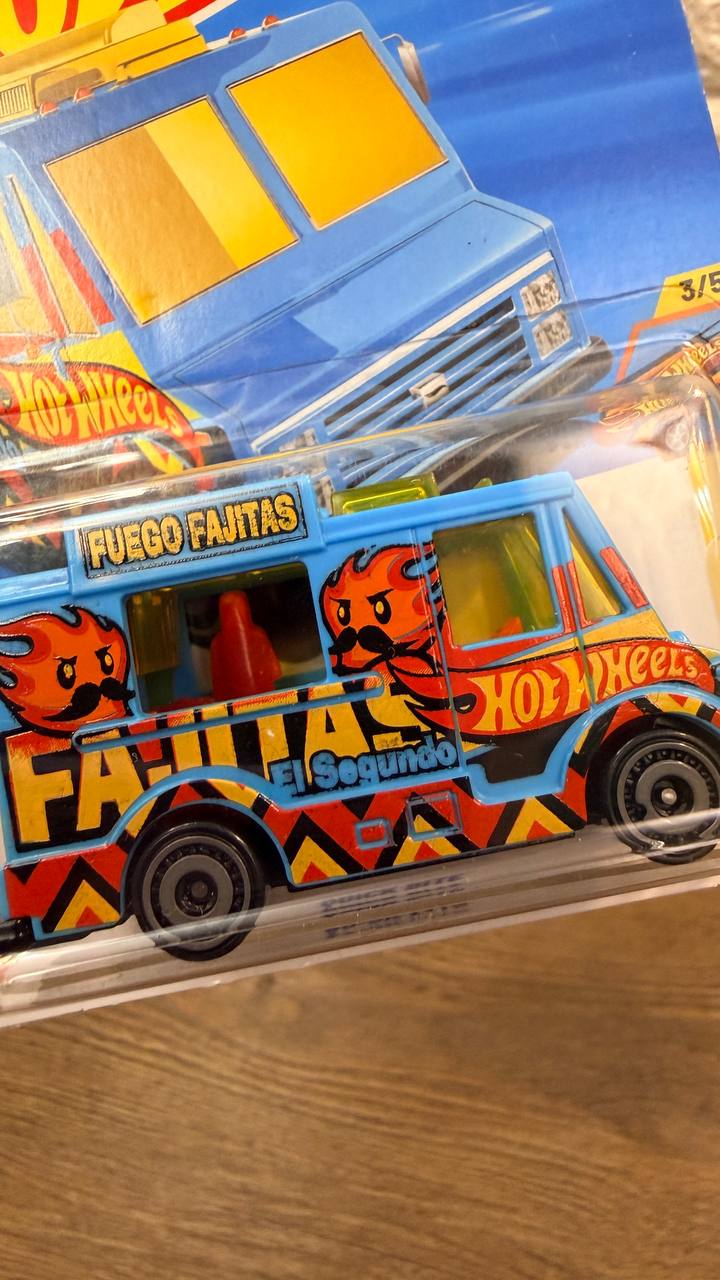 3/5
HOT WHEELS
FUEGO FAJITAS
HOT WHEELS
FAJITAS
El Segundo